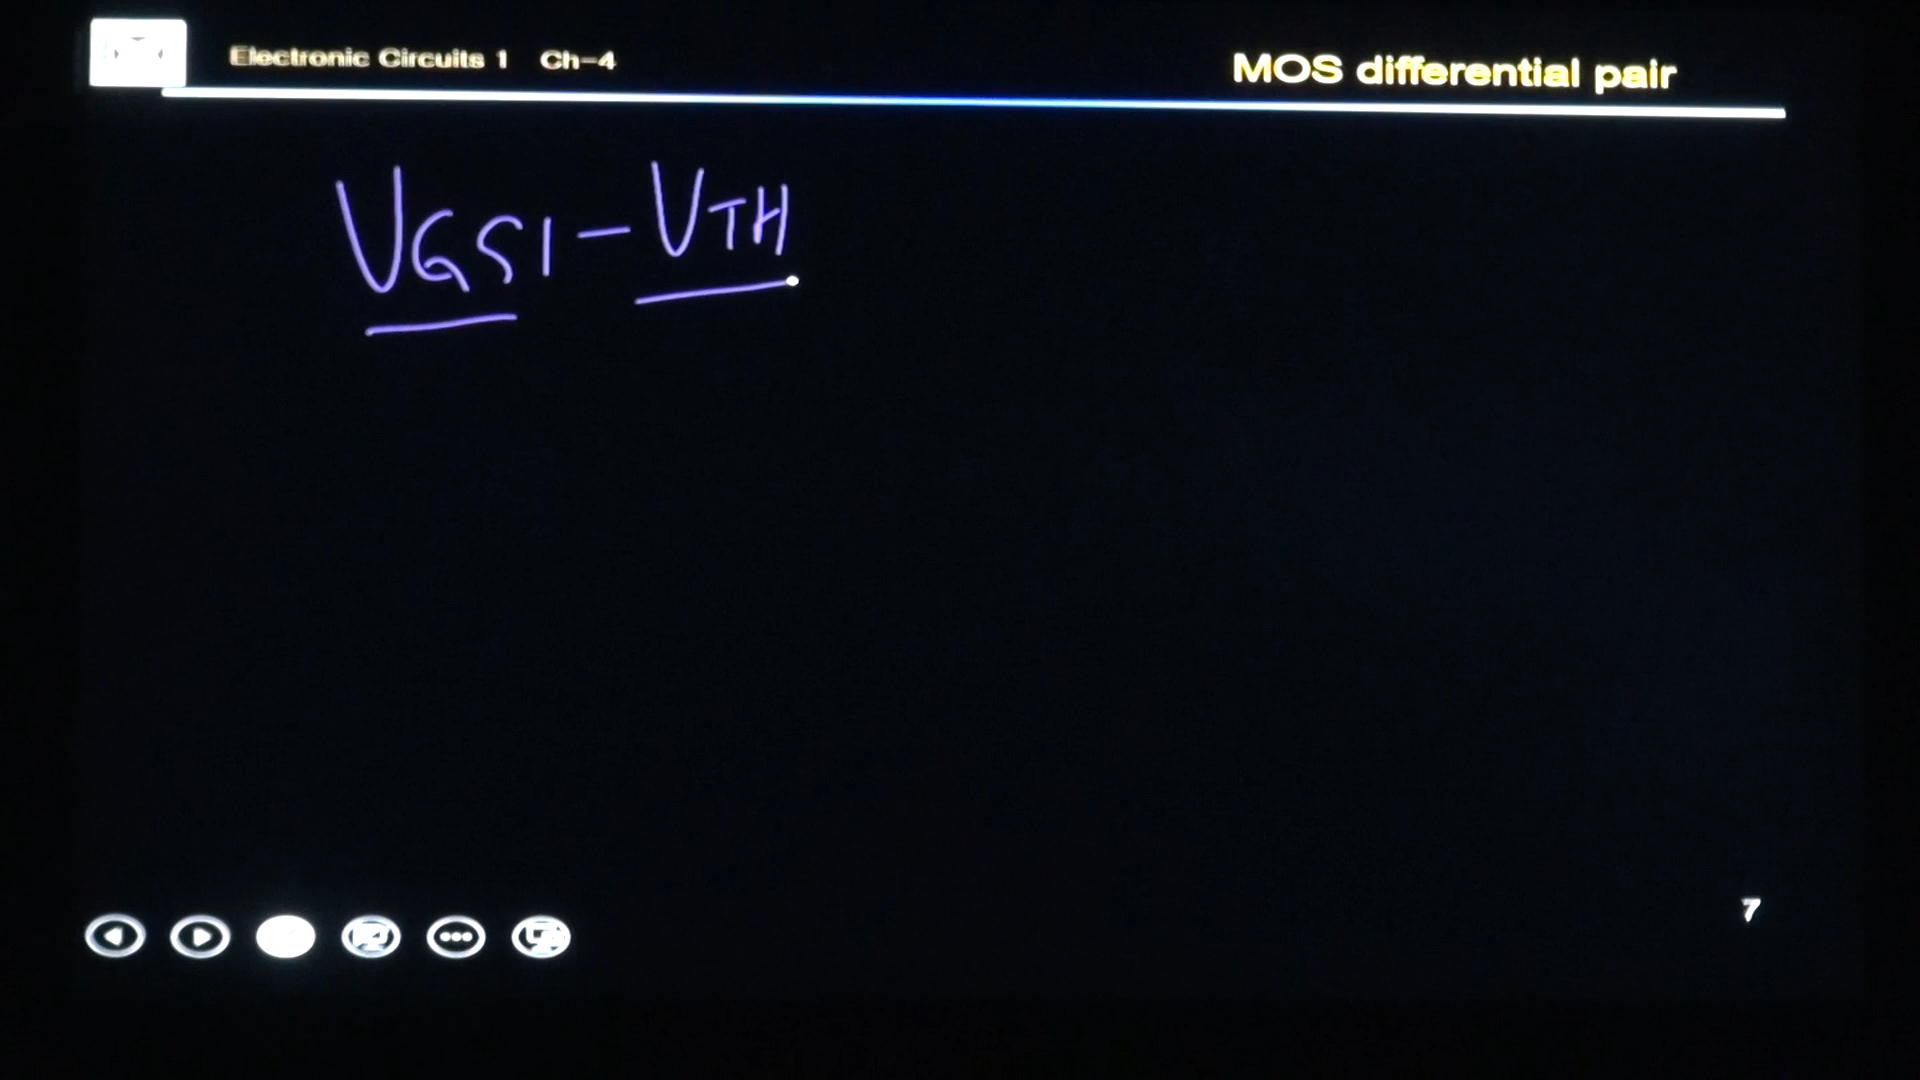 Electronic Circuits 1 Ch-4
MOS differential pair
VGS1 - VTH
7